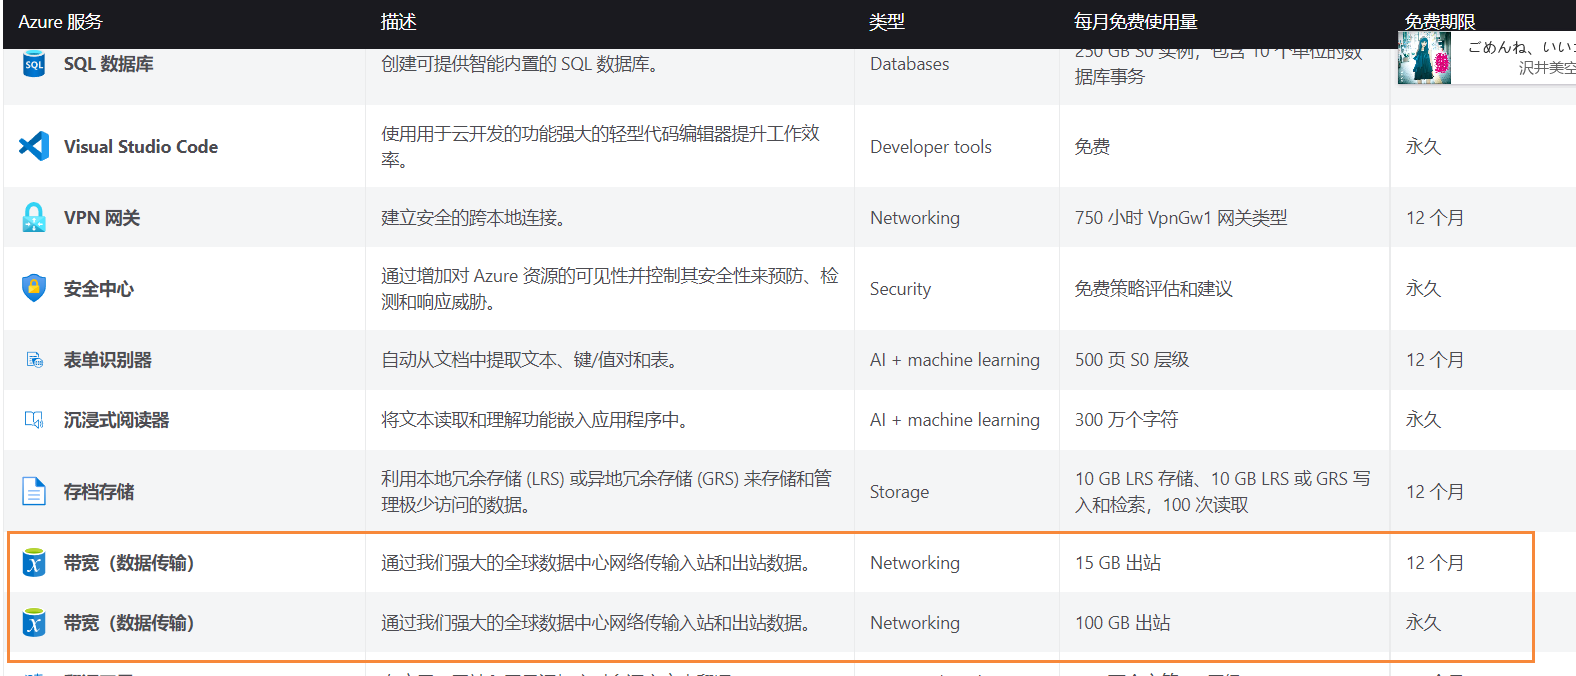 Azure 服务 描述 类型 每月免费使用量 免费期限
ごめんね、いい
沢井美空
SQL 数据库 创建可提供智能内置的 SQL 数据库。 Databases 250 GB S0 实例，包含 10 个单位的数
据库事务
Visual Studio Code 使用用于云开发的功能强大的轻型代码编辑器提升工作效
率。 Developer tools 免费 永久
VPN 网关 建立安全的跨本地连接。 Networking 750 小时 VpnGw1 网关类型 12 个月
安全中心 通过增加对 Azure 资源的可见性并控制其安全性来预防、检
测和响应威胁。 Security 免费策略评估和建议 永久
表单识别器 自动从文档中提取文本、键/值对和表。 AI + machine learning 500 页 S0 层级 12 个月
沉浸式阅读器 将文本读取和理解功能嵌入应用程序中。 AI + machine learning 300 万个字符 永久
存档存储 利用本地冗余存储 (LRS) 或异地冗余存储 (GRS) 来存储和管
理极少访问的数据。 Storage 10 GB LRS 存储、10 GB LRS 或 GRS 写
入和检索，100 次读取 12 个月
带宽（数据传输） 通过我们强大的全球数据中心网络传输入站和出站数据。 Networking 15 GB 出站 12 个月
带宽（数据传输） 通过我们强大的全球数据中心网络传输入站和出站数据。 Networking 100 GB 出站 永久